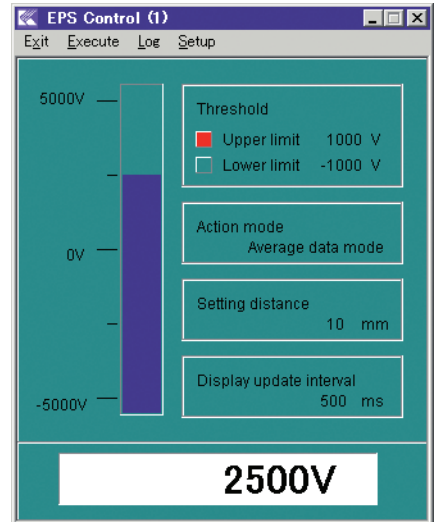 EPS Control (1)
Exit Execute Log Setup
5000V
0V
-5000V
Threshold
Upper limit 1000 V
Lower limit -1000 V
Action mode
Average data mode
Setting distance
10 mm
Display update interval
500 ms
2500V